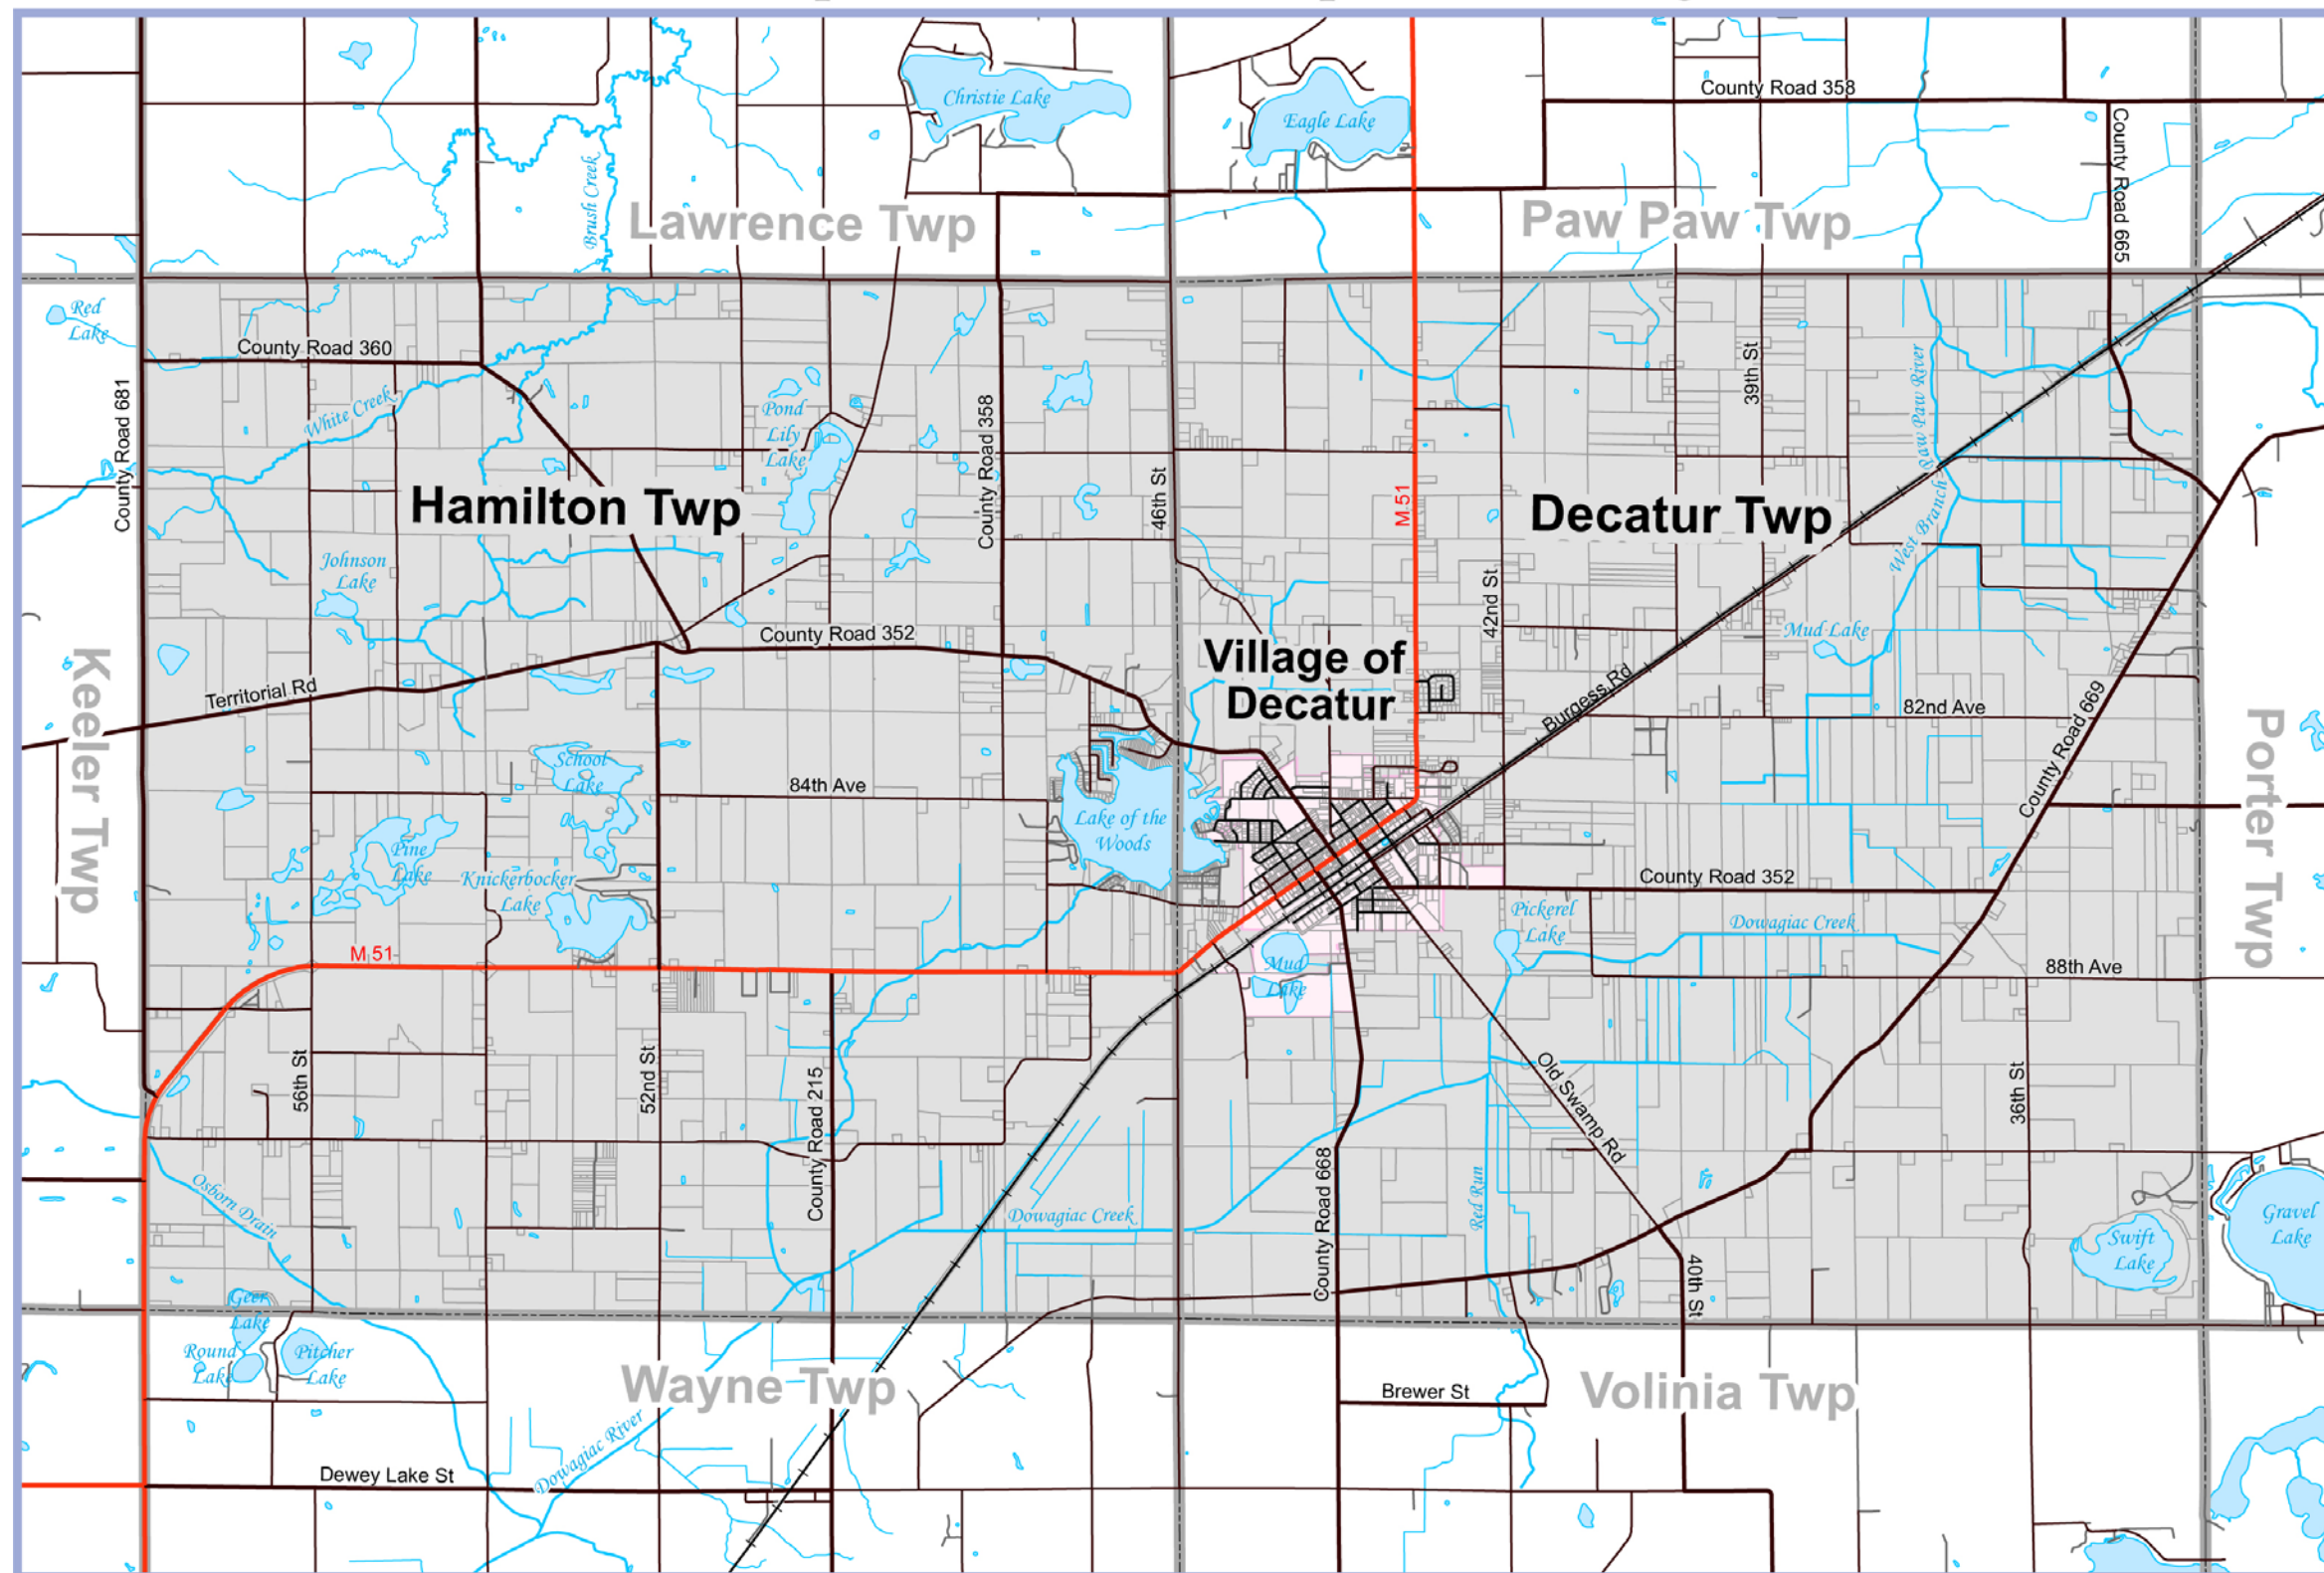 Christie Lake
Eagle Lake
County Road 358
County Road 665
Brush Creek
Lawrence Twp
Paw Paw Twp
Red
Lake
County Road 360
County Road 681
White Creek
Pond
Lily
Lake
County Road 358
46th St
M 51
39th St
West Branch Paw Paw River
Hamilton Twp
Decatur Twp
Johnson
Lake
42nd St
County Road 352
Village of
Decatur
Mud Lake
Territorial Rd
Burgess Rd
82nd Ave
County Road 669
Keeler Twp
Porter Twp
School
Lake
84th Ave
Lake of the
Woods
Pine
Lake
Knickerbocker
Lake
County Road 352
Pickerel
Lake
Dowagiac Creek
M 51
Mud
Lake
88th Ave
56th St
52nd St
County Road 215
Old Swamp Rd
36th St
Osborn Drain
Dowagiac Creek
County Road 668
Red Run
40th St
Swift
Lake
Gravel
Lake
Geer
Lake
Round
Lake
Pitcher
Lake
Wayne Twp
Brewer St
Volinia Twp
Dowagiac River
Dewey Lake St